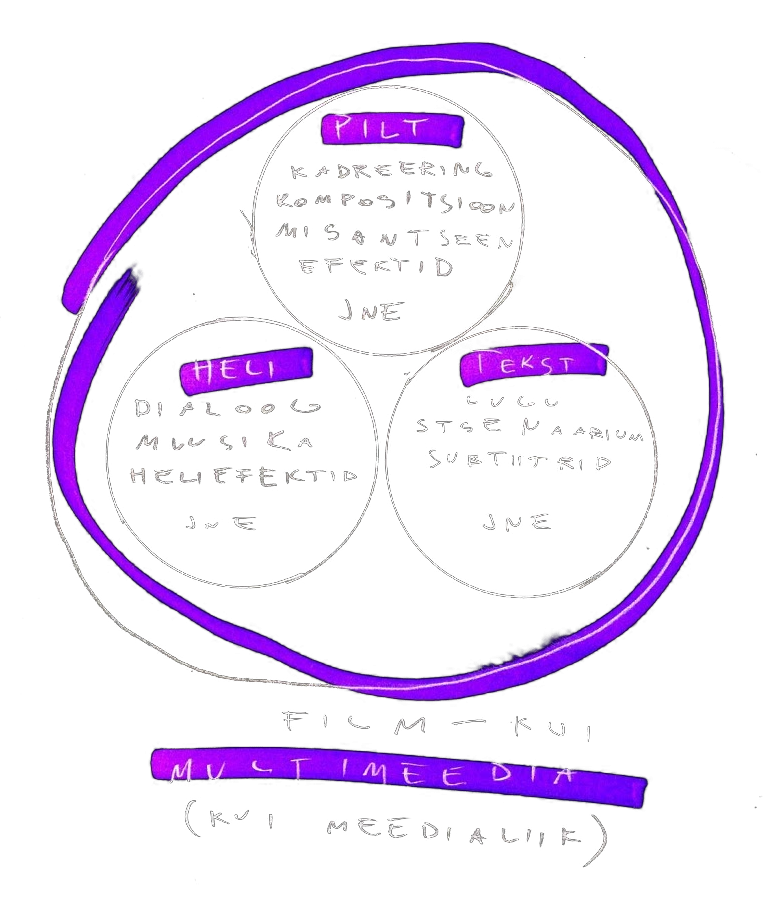 PILT
KADREERING
KOMPOSITSIOON
MISANTSEEN
EFEKTID
JNE
HELI
DIALOOG
MUUSIKA
HELIEFEKTID
JNE
TEKST
LUGU
STSENAARIUM
SUBTIITRID
JNE
FILM – KUI
MULTIMEEDIA
(KUI MEEDIALIIK)